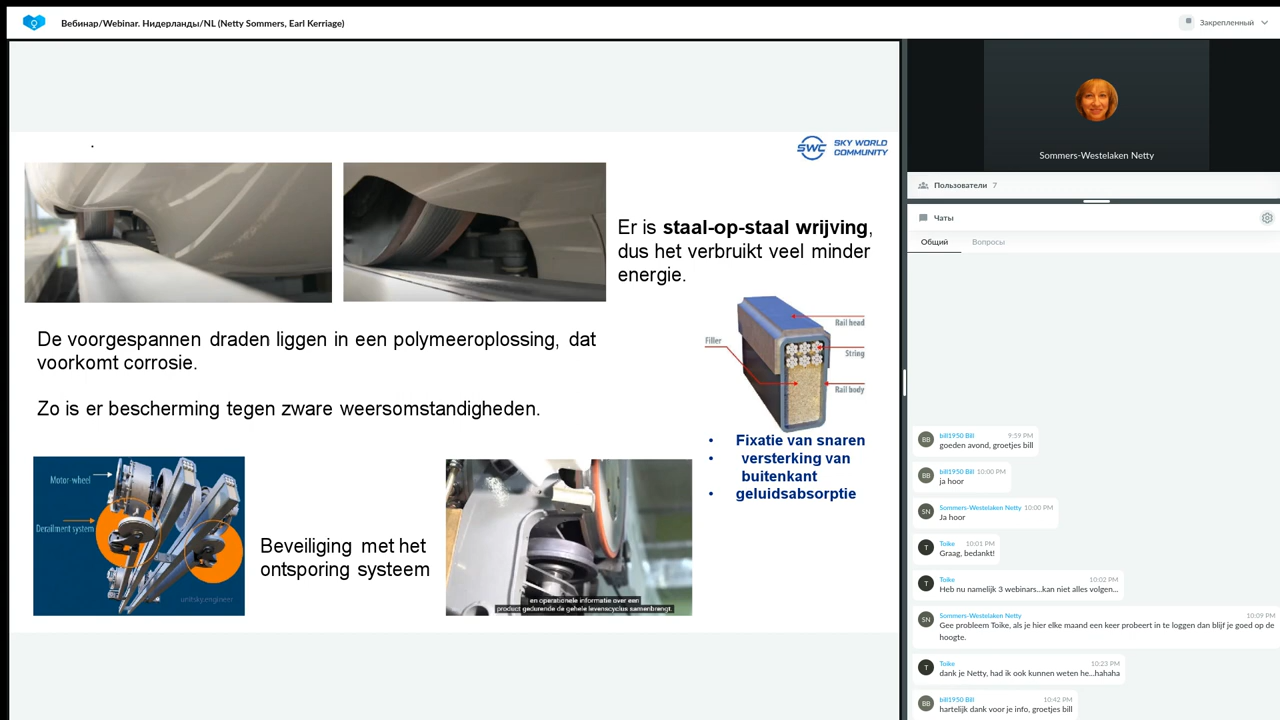 Вебинар/Webinar. Нидерланды/NL (Netty Sommers, Earl Kerriage)
Закрепленный
SWC SKY WORLD
COMMUNITY
Er is staal-op-staal wrijving,
dus het verbruikt veel minder
energie.
De voorgespannen draden liggen in een polymeeroplossing, dat
voorkomt corrosie.
Zo is er bescherming tegen zware weersomstandigheden.
Rail head
Filler
String
Rail body
• Fixatie van snaren
• versterking van
buitenkant
• geluidsabsorptie
Motor-wheel
Derailment system
unitsky.engineer
Beveiliging met het
ontsporing systeem
en operationele informatie over een
product gedurende de gehele levenscyclus samenbrengt.
Sommers-Westelaken Netty
Пользователи 7
Чаты
Общий Вопросы
BB bill1950 Bill 9:59 PM
goeden avond, groetjes bill
BB bill1950 Bill 10:00 PM
ja hoor
SN Sommers-Westelaken Netty 10:00 PM
Ja hoor
T Toike 10:01 PM
Graag, bedankt!
T Toike 10:02 PM
Heb nu namelijk 3 webinars...kan niet alles volgen...
SN Sommers-Westelaken Netty 10:09 PM
Gee probleem Toike, als je hier elke maand een keer probeert in te loggen dan blijf je goed op de
hoogte.
T Toike 10:23 PM
dank je Netty, had ik ook kunnen weten he...hahaha
BB bill1950 Bill 10:42 PM
hartelijk dank voor je info, groetjes bill